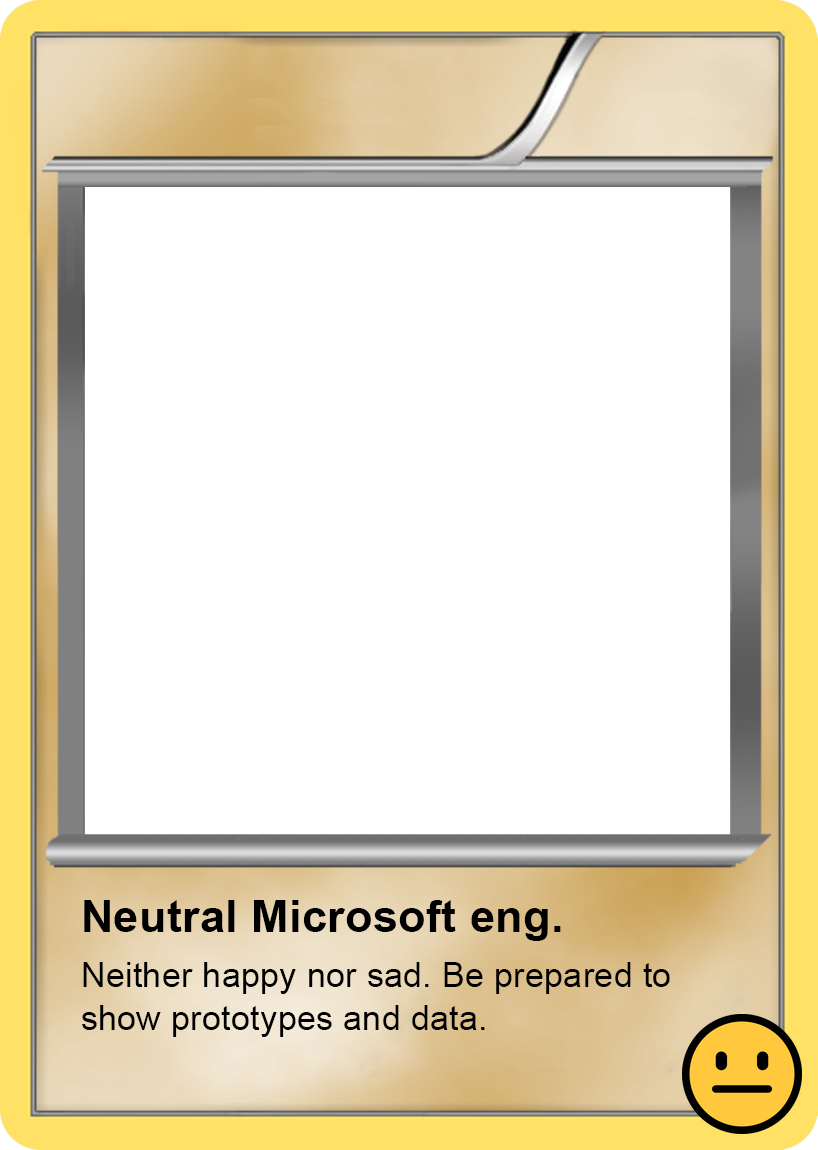 Neutral Microsoft eng.
Neither happy nor sad. Be prepared to
show prototypes and data.